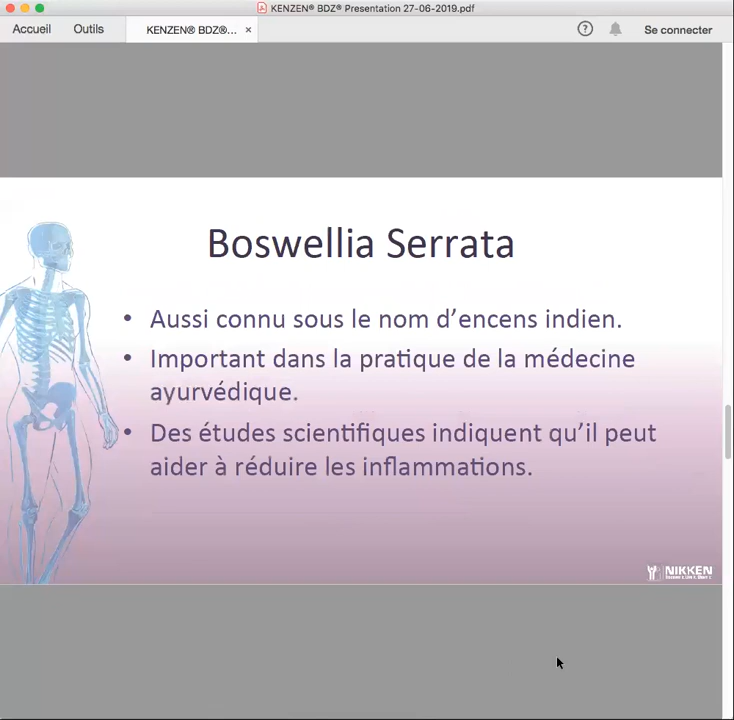 KENZEN® BDZ® Presentation 27-06-2019.pdf
Accueil Outils KENZEN® BDZ®... × ? Se connecter
Boswellia Serrata
• Aussi connu sous le nom d’encens indien.
• Important dans la pratique de la médecine
ayurvédique.
• Des études scientifiques indiquent qu’il peut
aider à réduire les inflammations.
NIKKEN